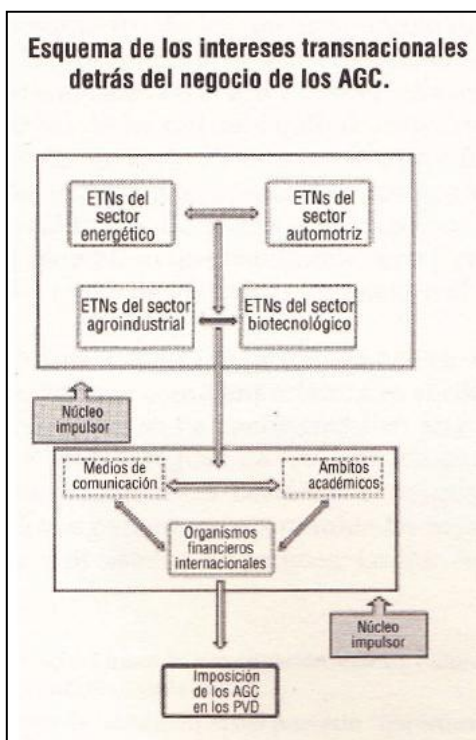 Esquema de los intereses transnacionales
detrás del negocio de los AGC.
ETNs del
sector
energético
ETNs del
sector
automotriz
ETNs del sector
agroindustrial
ETNs del sector
biotecnológico
Núcleo
impulsor
Medios de
comunicación
Ámbitos
académicos
Organismos
financieros
internacionales
Núcleo
impulsor
Imposición
de los AGC
en los PVD